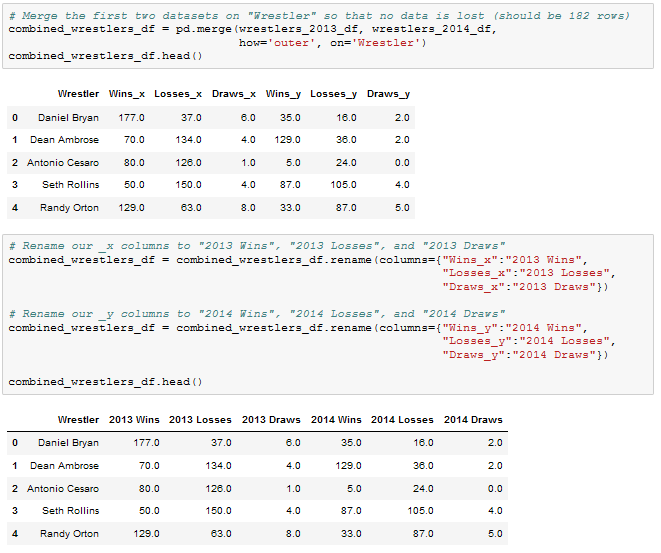 # Merge the first two datasets on "Wrestler" so that no data is lost (should be 182 rows)
combined_wrestlers_df = pd.merge(wrestlers_2013_df, wrestlers_2014_df,
how='outer', on='Wrestler')
combined_wrestlers_df.head()
Wrestler Wins_x Losses_x Draws_x Wins_y Losses_y Draws_y
0 Daniel Bryan 177.0 37.0 6.0 35.0 16.0 2.0
1 Dean Ambrose 70.0 134.0 4.0 129.0 36.0 2.0
2 Antonio Cesaro 80.0 126.0 1.0 5.0 24.0 0.0
3 Seth Rollins 50.0 150.0 4.0 87.0 105.0 4.0
4 Randy Orton 129.0 63.0 8.0 33.0 87.0 5.0
# Rename our _x columns to "2013 Wins", "2013 Losses", and "2013 Draws"
combined_wrestlers_df = combined_wrestlers_df.rename(columns={"Wins_x":"2013 Wins",
"Losses_x":"2013 Losses",
"Draws_x":"2013 Draws"})
# Rename our _y columns to "2014 Wins", "2014 Losses", and "2014 Draws"
combined_wrestlers_df = combined_wrestlers_df.rename(columns={"Wins_y":"2014 Wins",
"Losses_y":"2014 Losses",
"Draws_y":"2014 Draws"})
combined_wrestlers_df.head()
Wrestler 2013 Wins 2013 Losses 2013 Draws 2014 Wins 2014 Losses 2014 Draws
0 Daniel Bryan 177.0 37.0 6.0 35.0 16.0 2.0
1 Dean Ambrose 70.0 134.0 4.0 129.0 36.0 2.0
2 Antonio Cesaro 80.0 126.0 1.0 5.0 24.0 0.0
3 Seth Rollins 50.0 150.0 4.0 87.0 105.0 4.0
4 Randy Orton 129.0 63.0 8.0 33.0 87.0 5.0